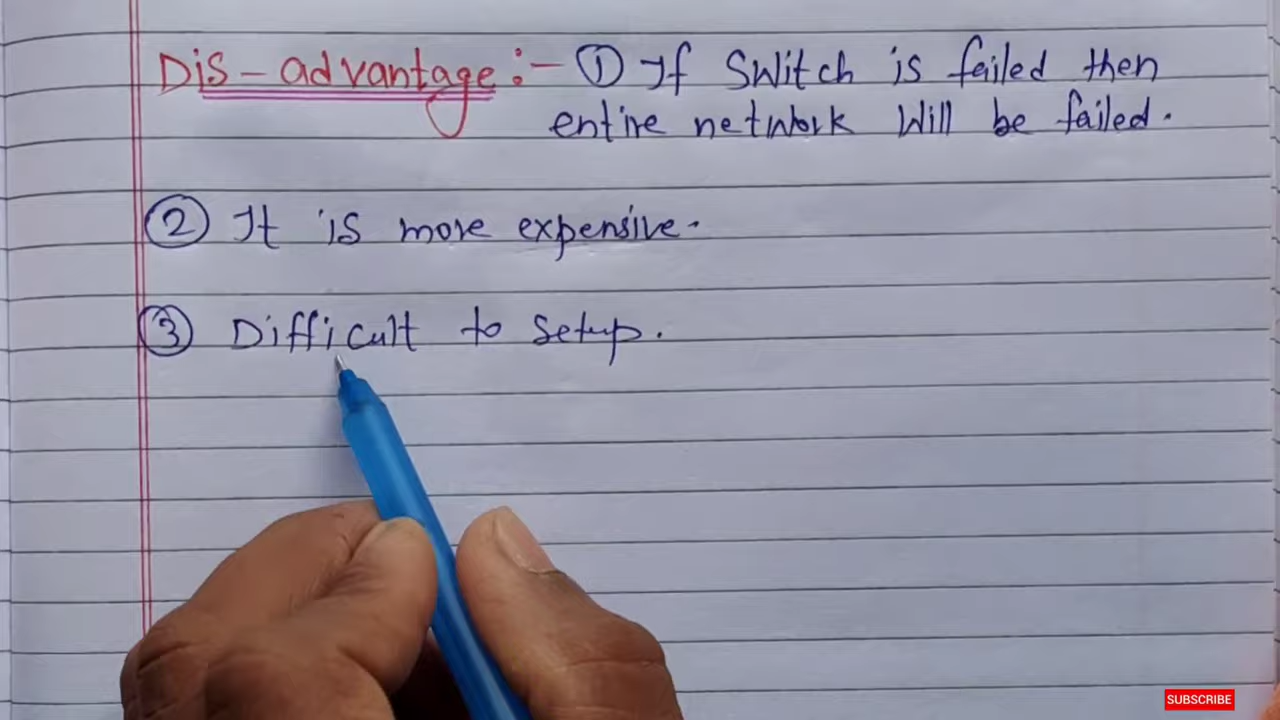 Dis-advantage :- ① If Switch is failed then
entire network will be failed.
② It is more expensive.
③ Difficult to setup.
SUBSCRIBE